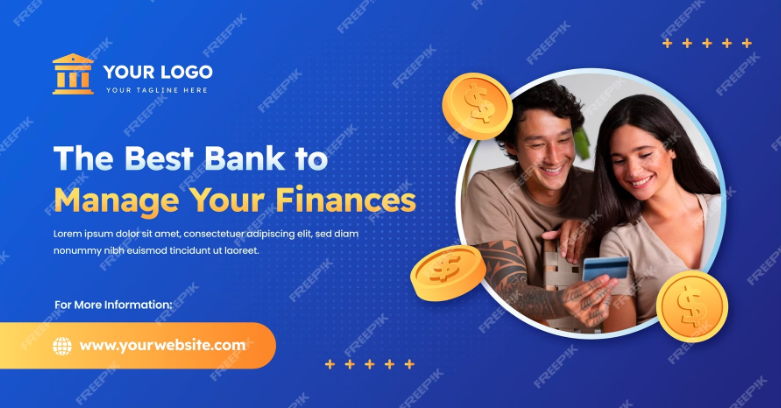 YOUR LOGO
YOUR TAGLINE HERE
The Best Bank to
Manage Your Finances
Lorem ipsum dolor sit amet, consectetuer adipiscing elit, sed diam
nonummy nibh euismod tincidunt ut laoreet.
For More Information:
www.yourwebsite.com
FREEPIK